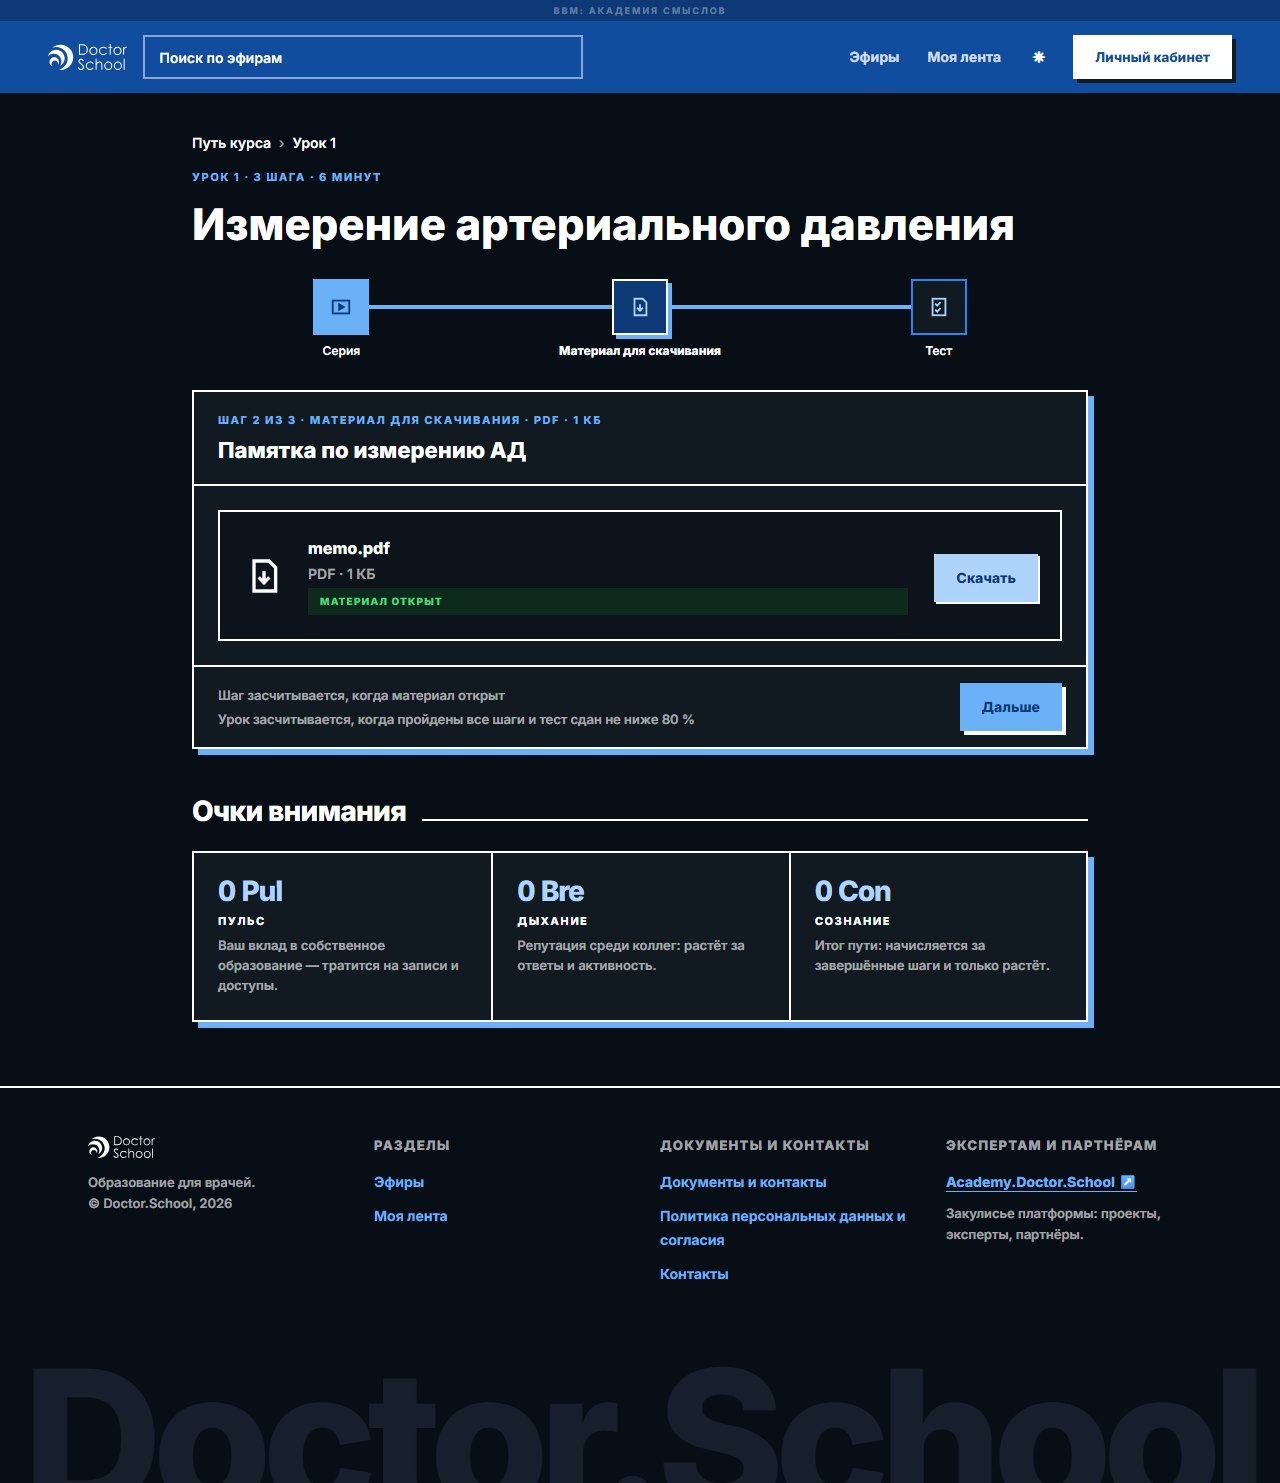 ВВМ: АКАДЕМИЯ СМЫСЛОВ
Doctor
School
Поиск по эфирам
Эфиры
Моя лента
Личный кабинет
Путь курса › Урок 1
УРОК 1 · 3 ШАГА · 6 МИНУТ
Измерение артериального давления
Серия
Материал для скачивания
Тест
ШАГ 2 ИЗ 3 · МАТЕРИАЛ ДЛЯ СКАЧИВАНИЯ · PDF · 1 КБ
Памятка по измерению АД
memo.pdf
PDF · 1 КБ
МАТЕРИАЛ ОТКРЫТ
Скачать
Шаг засчитывается, когда материал открыт
Урок засчитывается, когда пройдены все шаги и тест сдан не ниже 80 %
Дальше
Очки внимания
0 Pul
ПУЛЬС
Ваш вклад в собственное
образование — тратится на записи и
доступы.
0 Bre
ДЫХАНИЕ
Репутация среди коллег: растёт за
ответы и активность.
0 Con
СОЗНАНИЕ
Итог пути: начисляется за
завершённые шаги и только растёт.
Doctor
School
Образование для врачей.
© Doctor.School, 2026
РАЗДЕЛЫ
Эфиры
Моя лента
ДОКУМЕНТЫ И КОНТАКТЫ
Документы и контакты
Политика персональных данных и
согласия
Контакты
ЭКСПЕРТАМ И ПАРТНЁРАМ
Academy.Doctor.School ↗
Закулисье платформы: проекты,
эксперты, партнёры.
Doctor.School